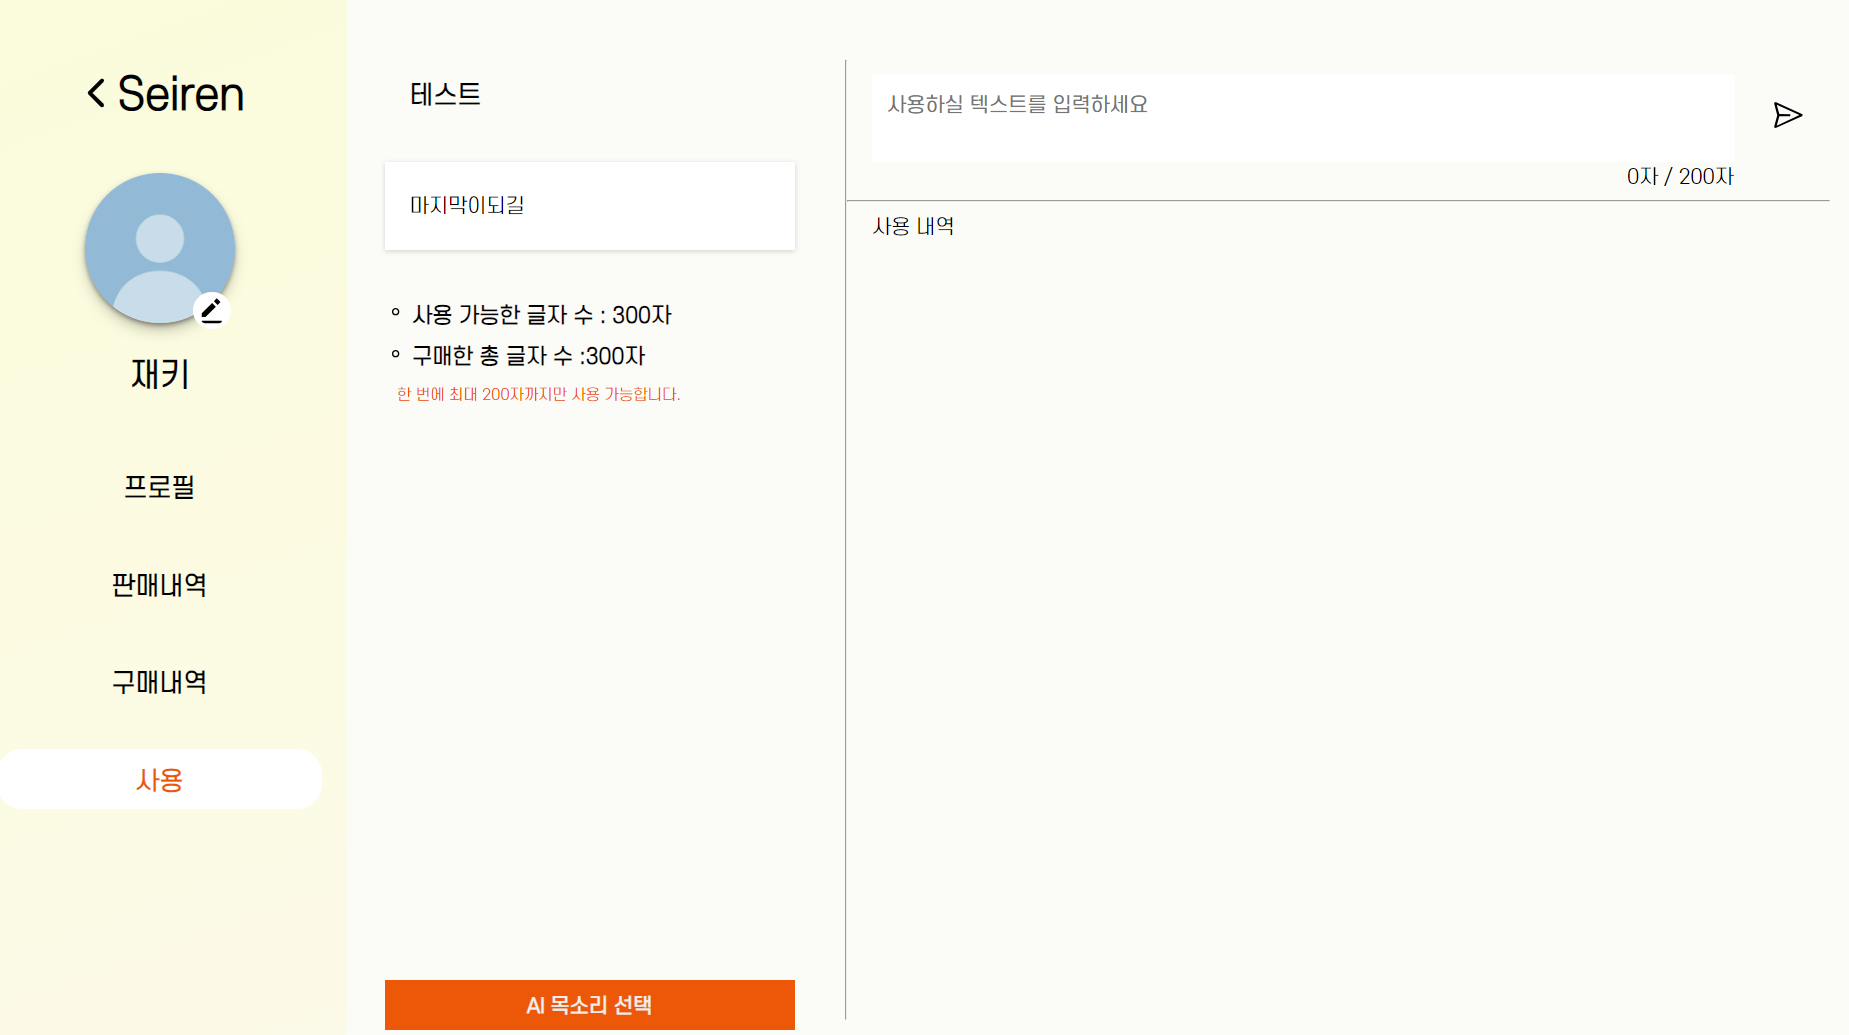 Seiren
재키
프로필
판매내역
구매내역
사용
테스트
마지막이되길
사용 가능한 글자 수 : 300자
구매한 총 글자 수 :300자
한 번에 최대 200자까지만 사용 가능합니다.
AI 목소리 선택
사용하실 텍스트를 입력하세요
0자 / 200자
사용 내역